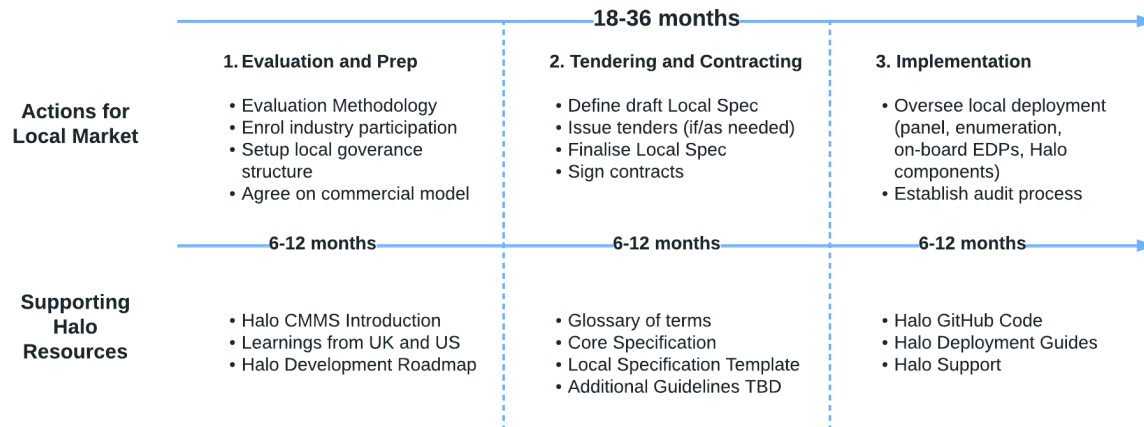 18-36 months
1. Evaluation and Prep
2. Tendering and Contracting
3. Implementation
Actions for
Local Market
• Evaluation Methodology
• Enrol industry participation
• Setup local goverance
structure
• Agree on commercial model
• Define draft Local Spec
• Issue tenders (if/as needed)
• Finalise Local Spec
• Sign contracts
• Oversee local deployment
(panel, enumeration,
on-board EDPs, Halo
components)
• Establish audit process
6-12 months
6-12 months
6-12 months
Supporting
Halo
Resources
• Halo CMMS Introduction
• Learnings from UK and US
• Halo Development Roadmap
• Glossary of terms
• Core Specification
• Local Specification Template
• Additional Guidelines TBD
• Halo GitHub Code
• Halo Deployment Guides
• Halo Support